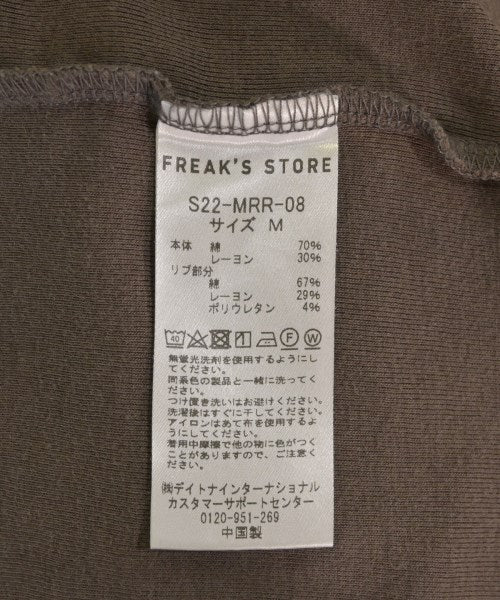 FREAK'S STORE
S22-MRR-08
サイズ M
本体 綿 70%
レーヨン 30%
リブ部分
綿 67%
レーヨン 29%
ポリウレタン 4%
40 F W
無蛍光洗剤を使用するようにし
てください。
同系色の製品と一緒に洗ってく
ださい。
つけ置き洗いはお避けください。
洗濯後はすぐに干してください。
アイロンはあて布を使用するよ
うにしてください。
着用中摩擦で他の物に色がつく
ことがありますので、ご注意く
ださい。
㈱デイトナインターナショナル
カスタマーサポートセンター
0120-951-269
中国製